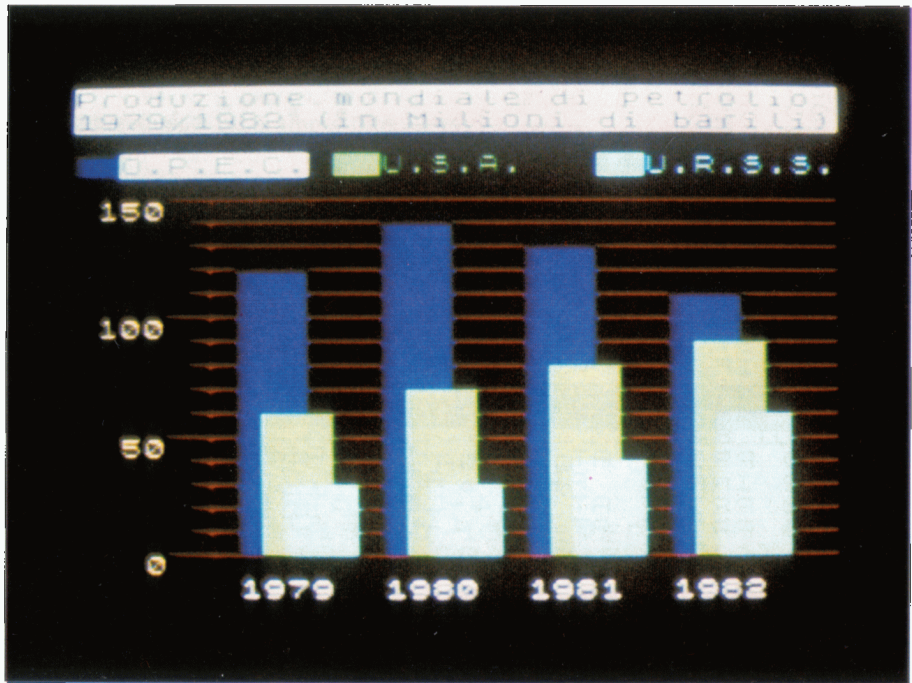 Produzione mondiale di petrolio
1979/1982 (in Milioni di barili)
O.P.E.C. U.S.A. U.R.S.S.
150
100
50
0
1979 1980 1981 1982